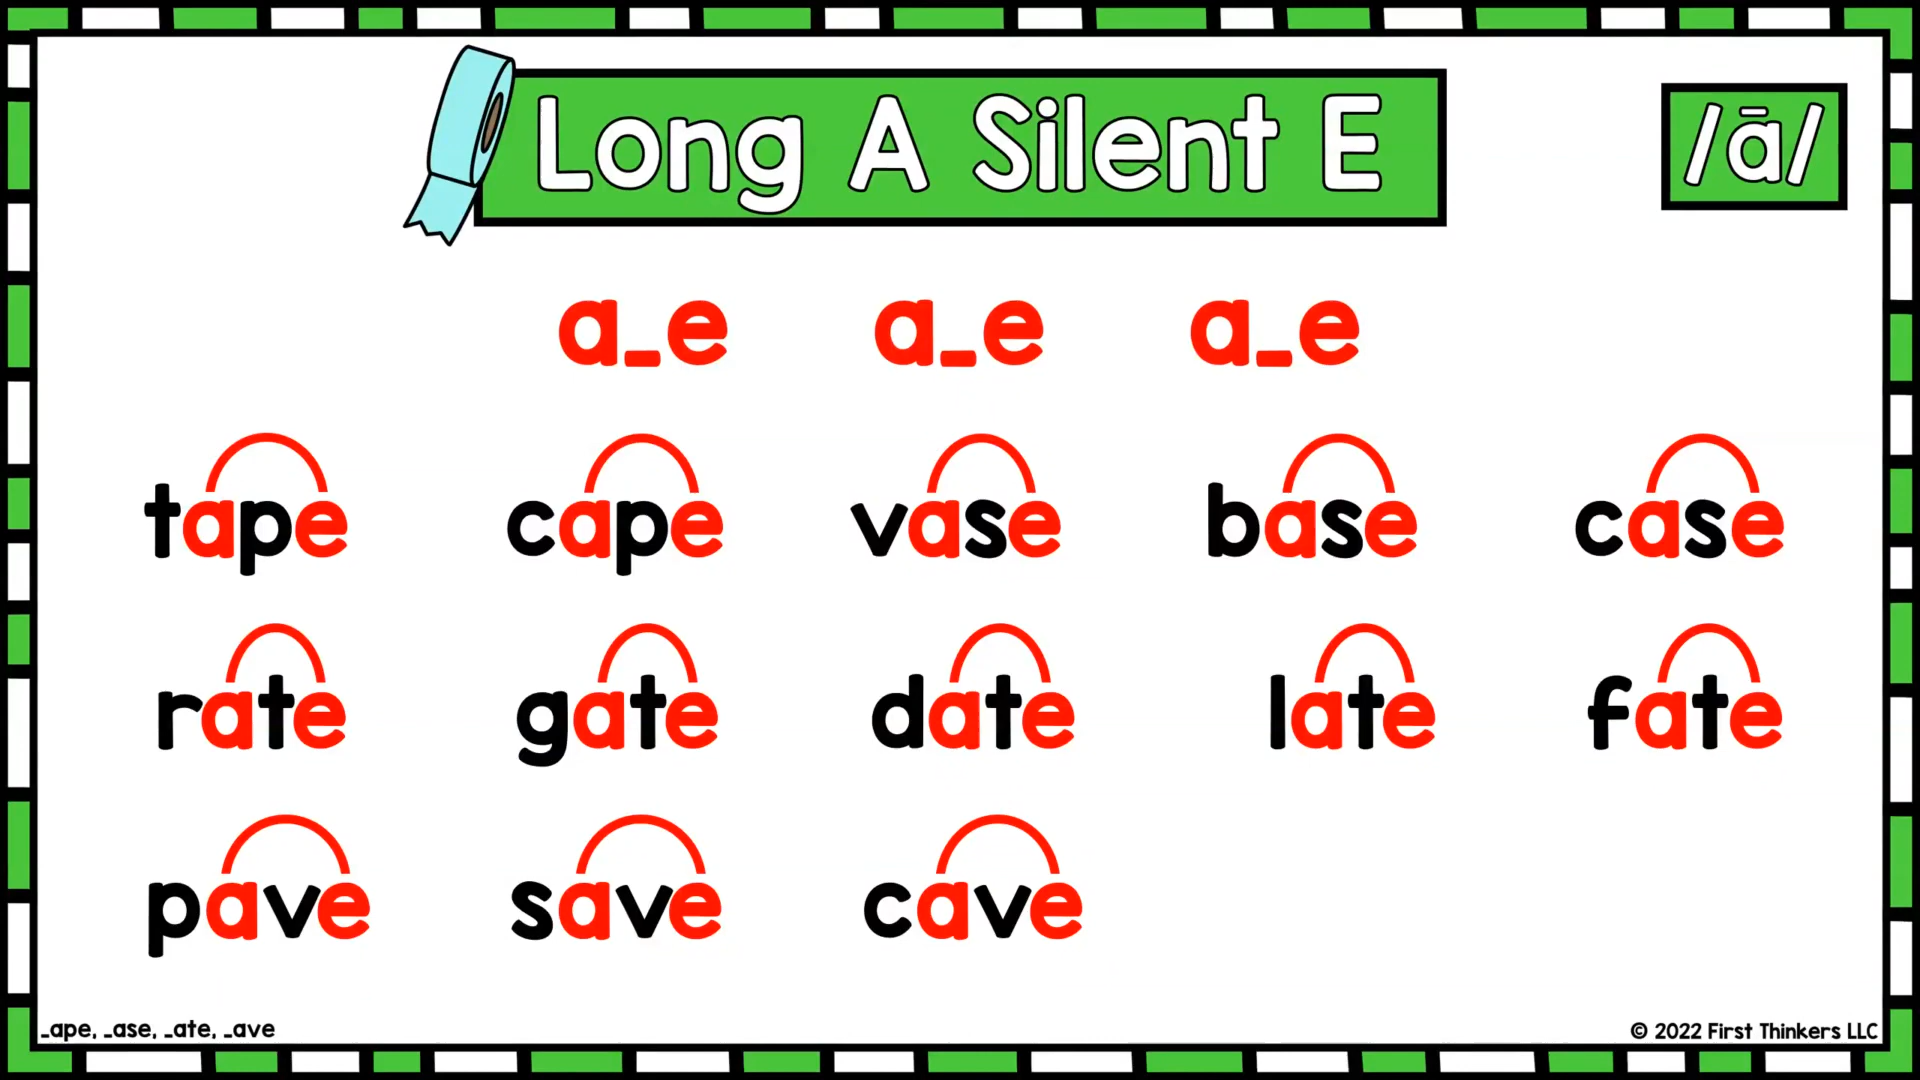 Long A Silent E
/ā/
a_e a_e a_e
tape cape vase base case
rate gate date late fate
pave save cave
_ape, _ase, _ate, _ave
© 2022 First Thinkers LLC